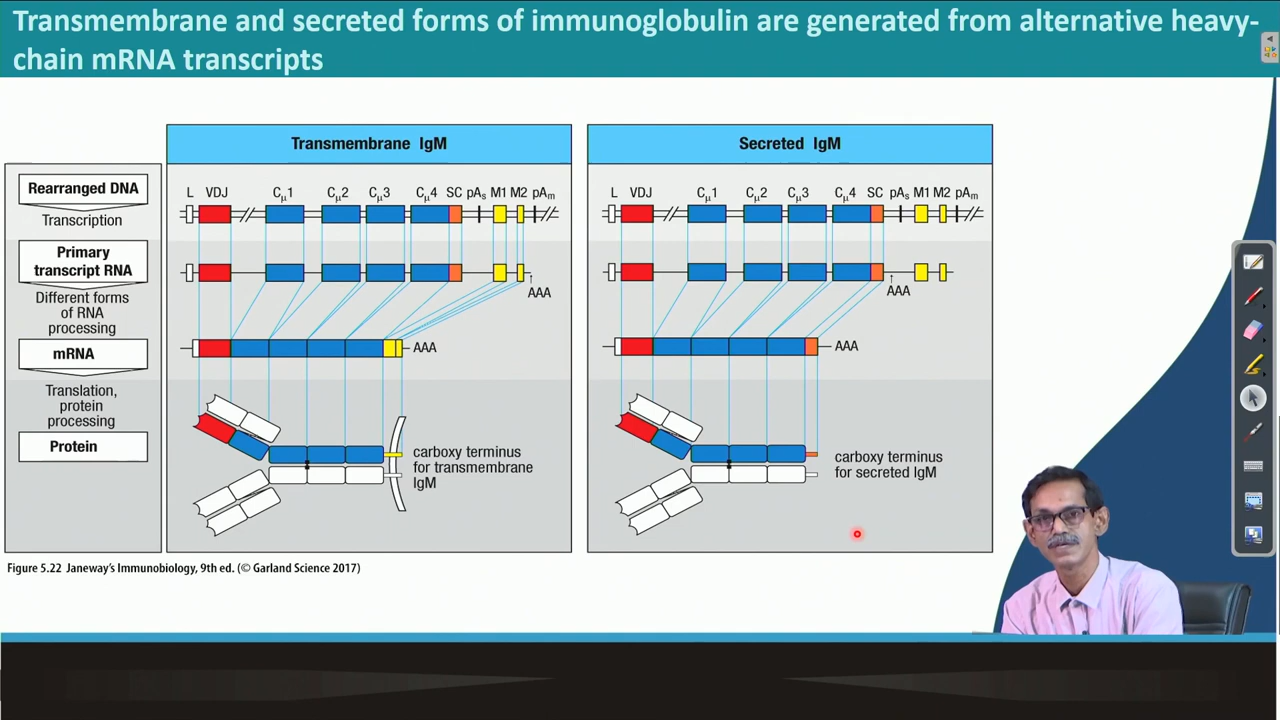 Transmembrane and secreted forms of immunoglobulin are generated from alternative heavy-
chain mRNA transcripts
Transmembrane IgM
Secreted IgM
Rearranged DNA
Transcription
Primary
transcript RNA
Different forms
of RNA
processing
mRNA
Translation,
protein
processing
Protein
L VDJ Cμ1 Cμ2 Cμ3 Cμ4 SC pAs M1 M2 pAm
AAA
AAA
carboxy terminus
for transmembrane
IgM
L VDJ Cμ1 Cμ2 Cμ3 Cμ4 SC pAs M1 M2 pAm
AAA
AAA
carboxy terminus
for secreted IgM
Figure 5.22 Janeway's Immunobiology, 9th ed. (© Garland Science 2017)